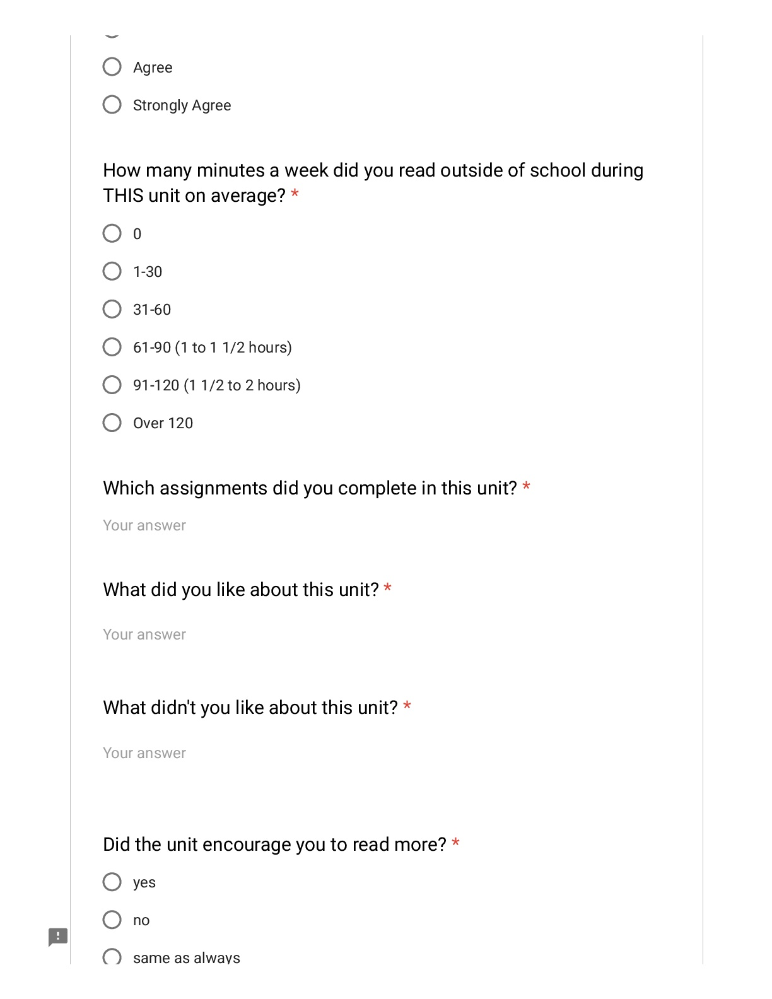 Agree
Strongly Agree
How many minutes a week did you read outside of school during
THIS unit on average? *
0
1-30
31-60
61-90 (1 to 1 1/2 hours)
91-120 (1 1/2 to 2 hours)
Over 120
Which assignments did you complete in this unit? *
Your answer
What did you like about this unit? *
Your answer
What didn't you like about this unit? *
Your answer
Did the unit encourage you to read more? *
yes
no
same as always